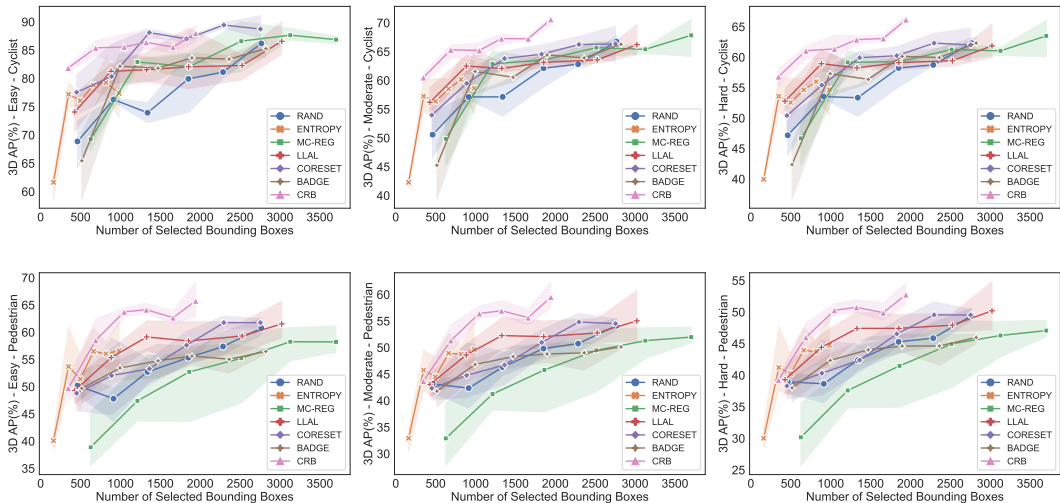 3D AP(%) - Easy - Cyclist
90
85
80
75
70
65
60
RAND
ENTROPY
MC-REG
LLAL
CORESET
BADGE
CRB
0 500 1000 1500 2000 2500 3000 3500
Number of Selected Bounding Boxes
3D AP(%) - Moderate - Cyclist
70
65
60
55
50
45
40
RAND
ENTROPY
MC-REG
LLAL
CORESET
BADGE
CRB
0 500 1000 1500 2000 2500 3000 3500
Number of Selected Bounding Boxes
3D AP(%) - Hard - Cyclist
65
60
55
50
45
40
RAND
ENTROPY
MC-REG
LLAL
CORESET
BADGE
CRB
0 500 1000 1500 2000 2500 3000 3500
Number of Selected Bounding Boxes
3D AP(%) - Easy - Pedestrian
70
65
60
55
50
45
40
35
RAND
ENTROPY
MC-REG
LLAL
CORESET
BADGE
CRB
0 500 1000 1500 2000 2500 3000 3500
Number of Selected Bounding Boxes
3D AP(%) - Moderate - Pedestrian
60
55
50
45
40
35
30
RAND
ENTROPY
MC-REG
LLAL
CORESET
BADGE
CRB
0 500 1000 1500 2000 2500 3000 3500
Number of Selected Bounding Boxes
3D AP(%) - Hard - Pedestrian
55
50
45
40
35
30
25
RAND
ENTROPY
MC-REG
LLAL
CORESET
BADGE
CRB
0 500 1000 1500 2000 2500 3000 3500
Number of Selected Bounding Boxes